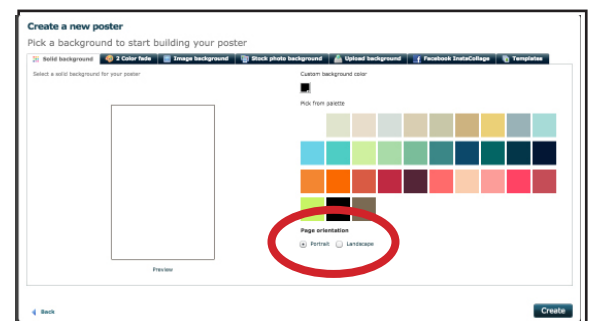 Create a new poster
Pick a background to start building your poster
Solid background 2 Color fade Image background Stock photo background Upload background Facebook InstaCollage Templates
Select a solid background for your poster
Custom background color
Pick from palette
Page orientation
Portrait Landscape
Preview
Back
Create